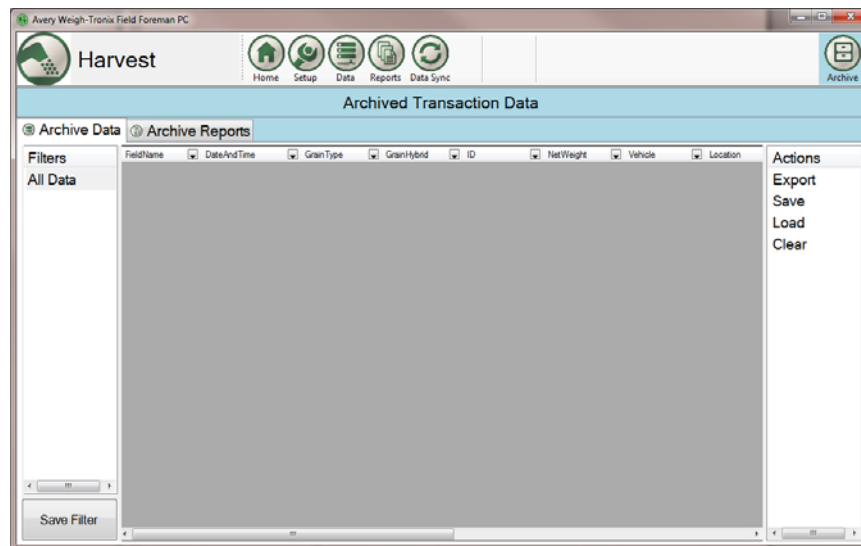 Avery Weigh-Tronix Field Foreman PC
Harvest
Home Setup Data Reports Data Sync
Archive
Archived Transaction Data
Archive Data Archive Reports
Filters
All Data
FieldName DateAndTime GrainType GrainHybrid ID NetWeight Vehicle Location
Actions
Export
Save
Load
Clear
Save Filter